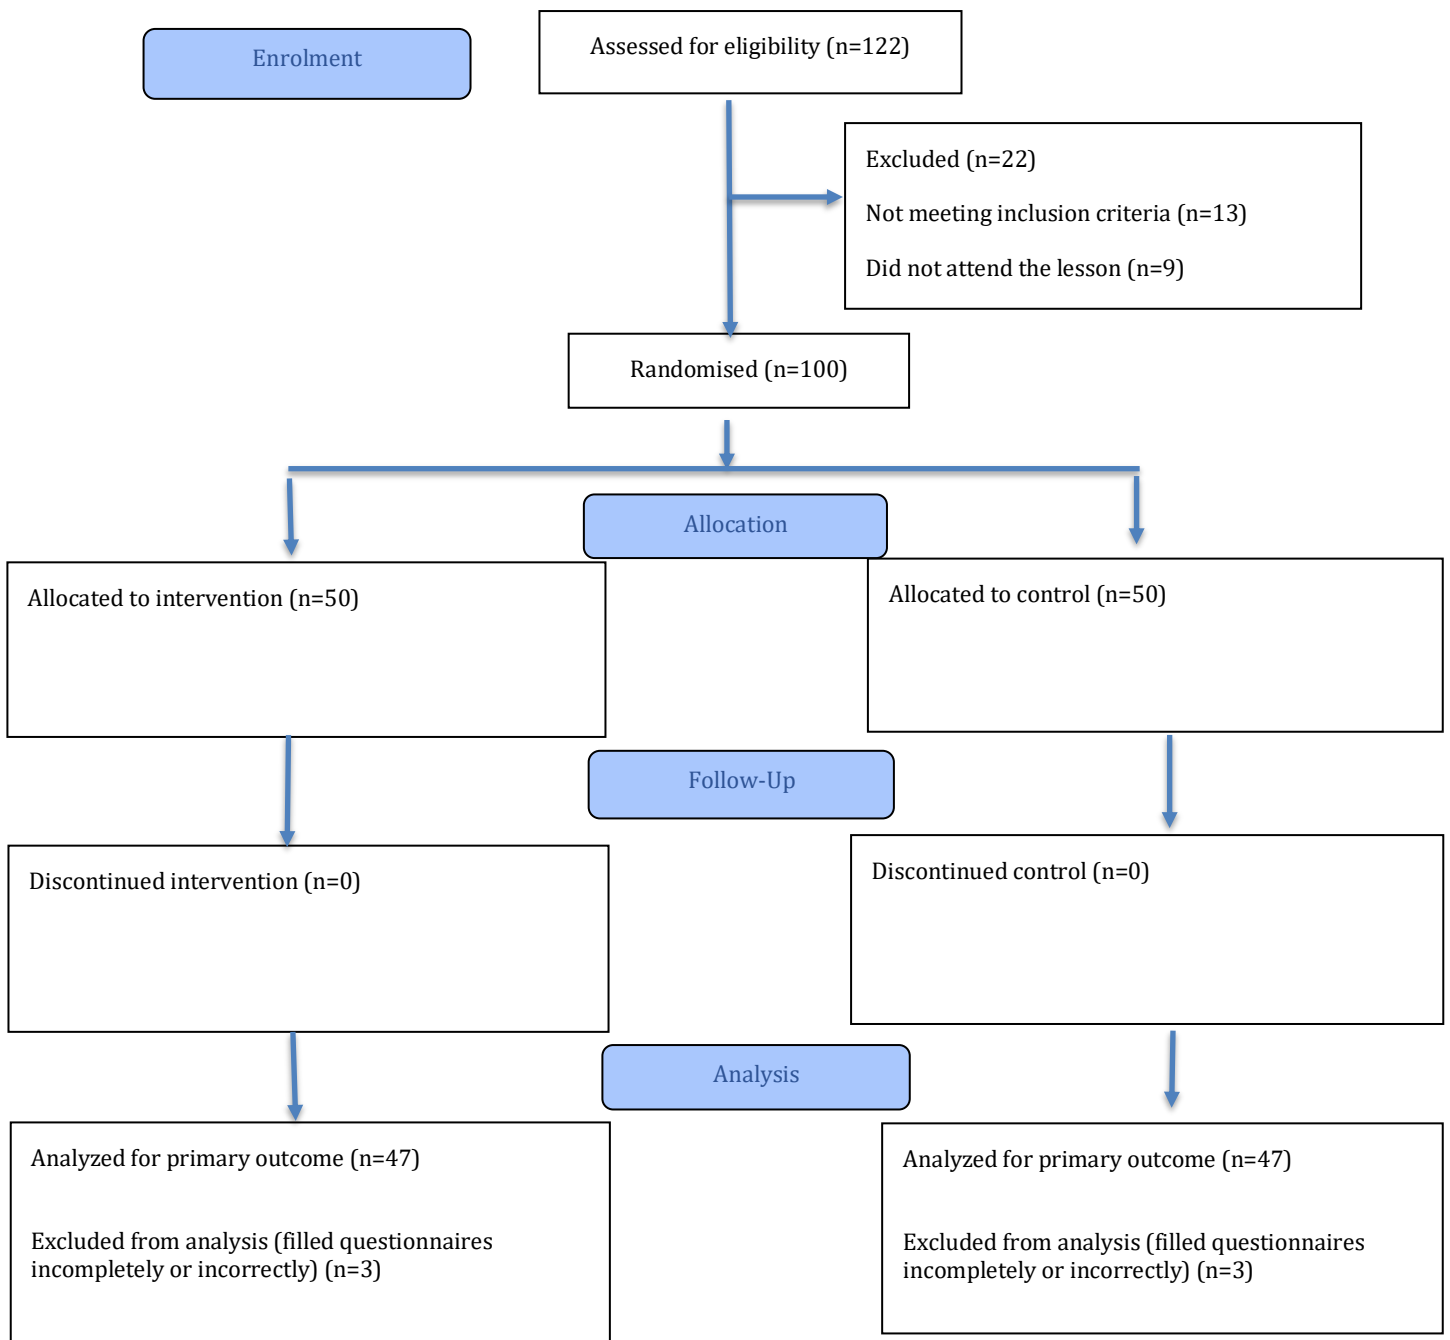 Enrolment
Assessed for eligibility (n=122)
Excluded (n=22)
Not meeting inclusion criteria (n=13)
Did not attend the lesson (n=9)
Randomised (n=100)
Allocation
Allocated to intervention (n=50)
Allocated to control (n=50)
Follow-Up
Discontinued intervention (n=0)
Discontinued control (n=0)
Analysis
Analyzed for primary outcome (n=47)
Excluded from analysis (filled questionnaires
incompletely or incorrectly) (n=3)
Analyzed for primary outcome (n=47)
Excluded from analysis (filled questionnaires
incompletely or incorrectly) (n=3)